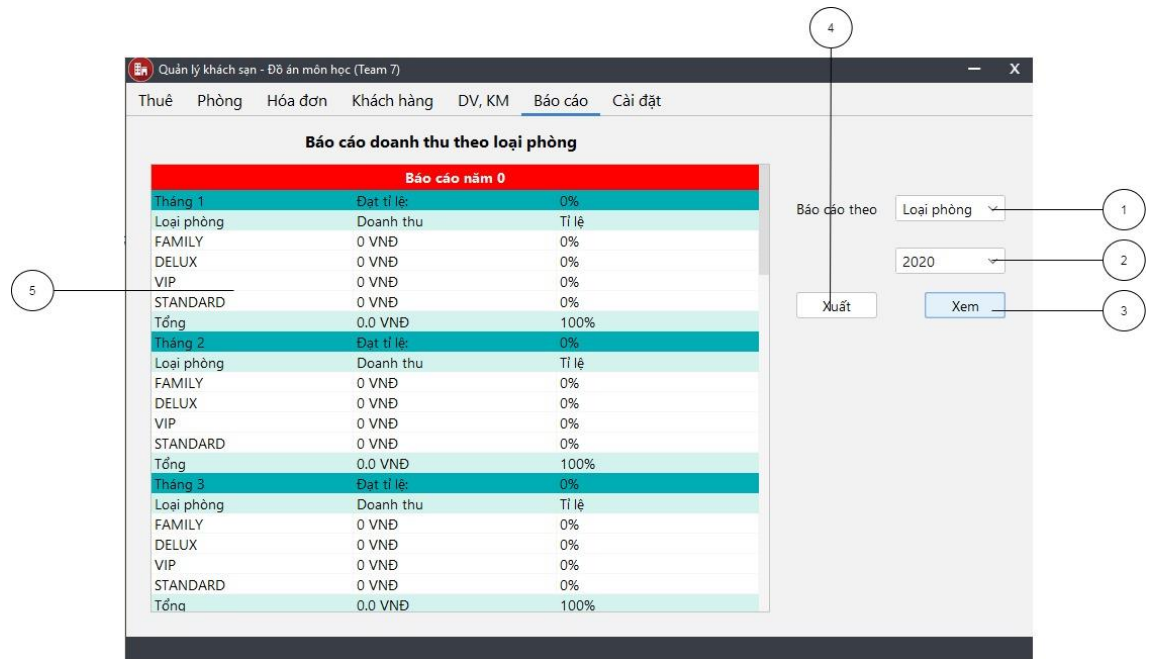 4
Quản lý khách sạn - Đồ án môn học (Team 7)
X
Thuê Phòng Hóa đơn Khách hàng DV, KM Báo cáo Cài đặt
Báo cáo doanh thu theo loại phòng
Báo cáo năm 0
Tháng 1 Đạt tỉ lệ: 0%
Loại phòng Doanh thu Tỉ lệ
FAMILY 0 VNĐ 0%
DELUX 0 VNĐ 0%
VIP 0 VNĐ 0%
STANDARD 0 VNĐ 0%
Tổng 0.0 VNĐ 100%
Tháng 2 Đạt tỉ lệ: 0%
Loại phòng Doanh thu Tỉ lệ
FAMILY 0 VNĐ 0%
DELUX 0 VNĐ 0%
VIP 0 VNĐ 0%
STANDARD 0 VNĐ 0%
Tổng 0.0 VNĐ 100%
Tháng 3 Đạt tỉ lệ: 0%
Loại phòng Doanh thu Tỉ lệ
FAMILY 0 VNĐ 0%
DELUX 0 VNĐ 0%
VIP 0 VNĐ 0%
STANDARD 0 VNĐ 0%
Tổng 0.0 VNĐ 100%
Báo cáo theo Loại phòng 1
2020 2
Xuất Xem 3
5